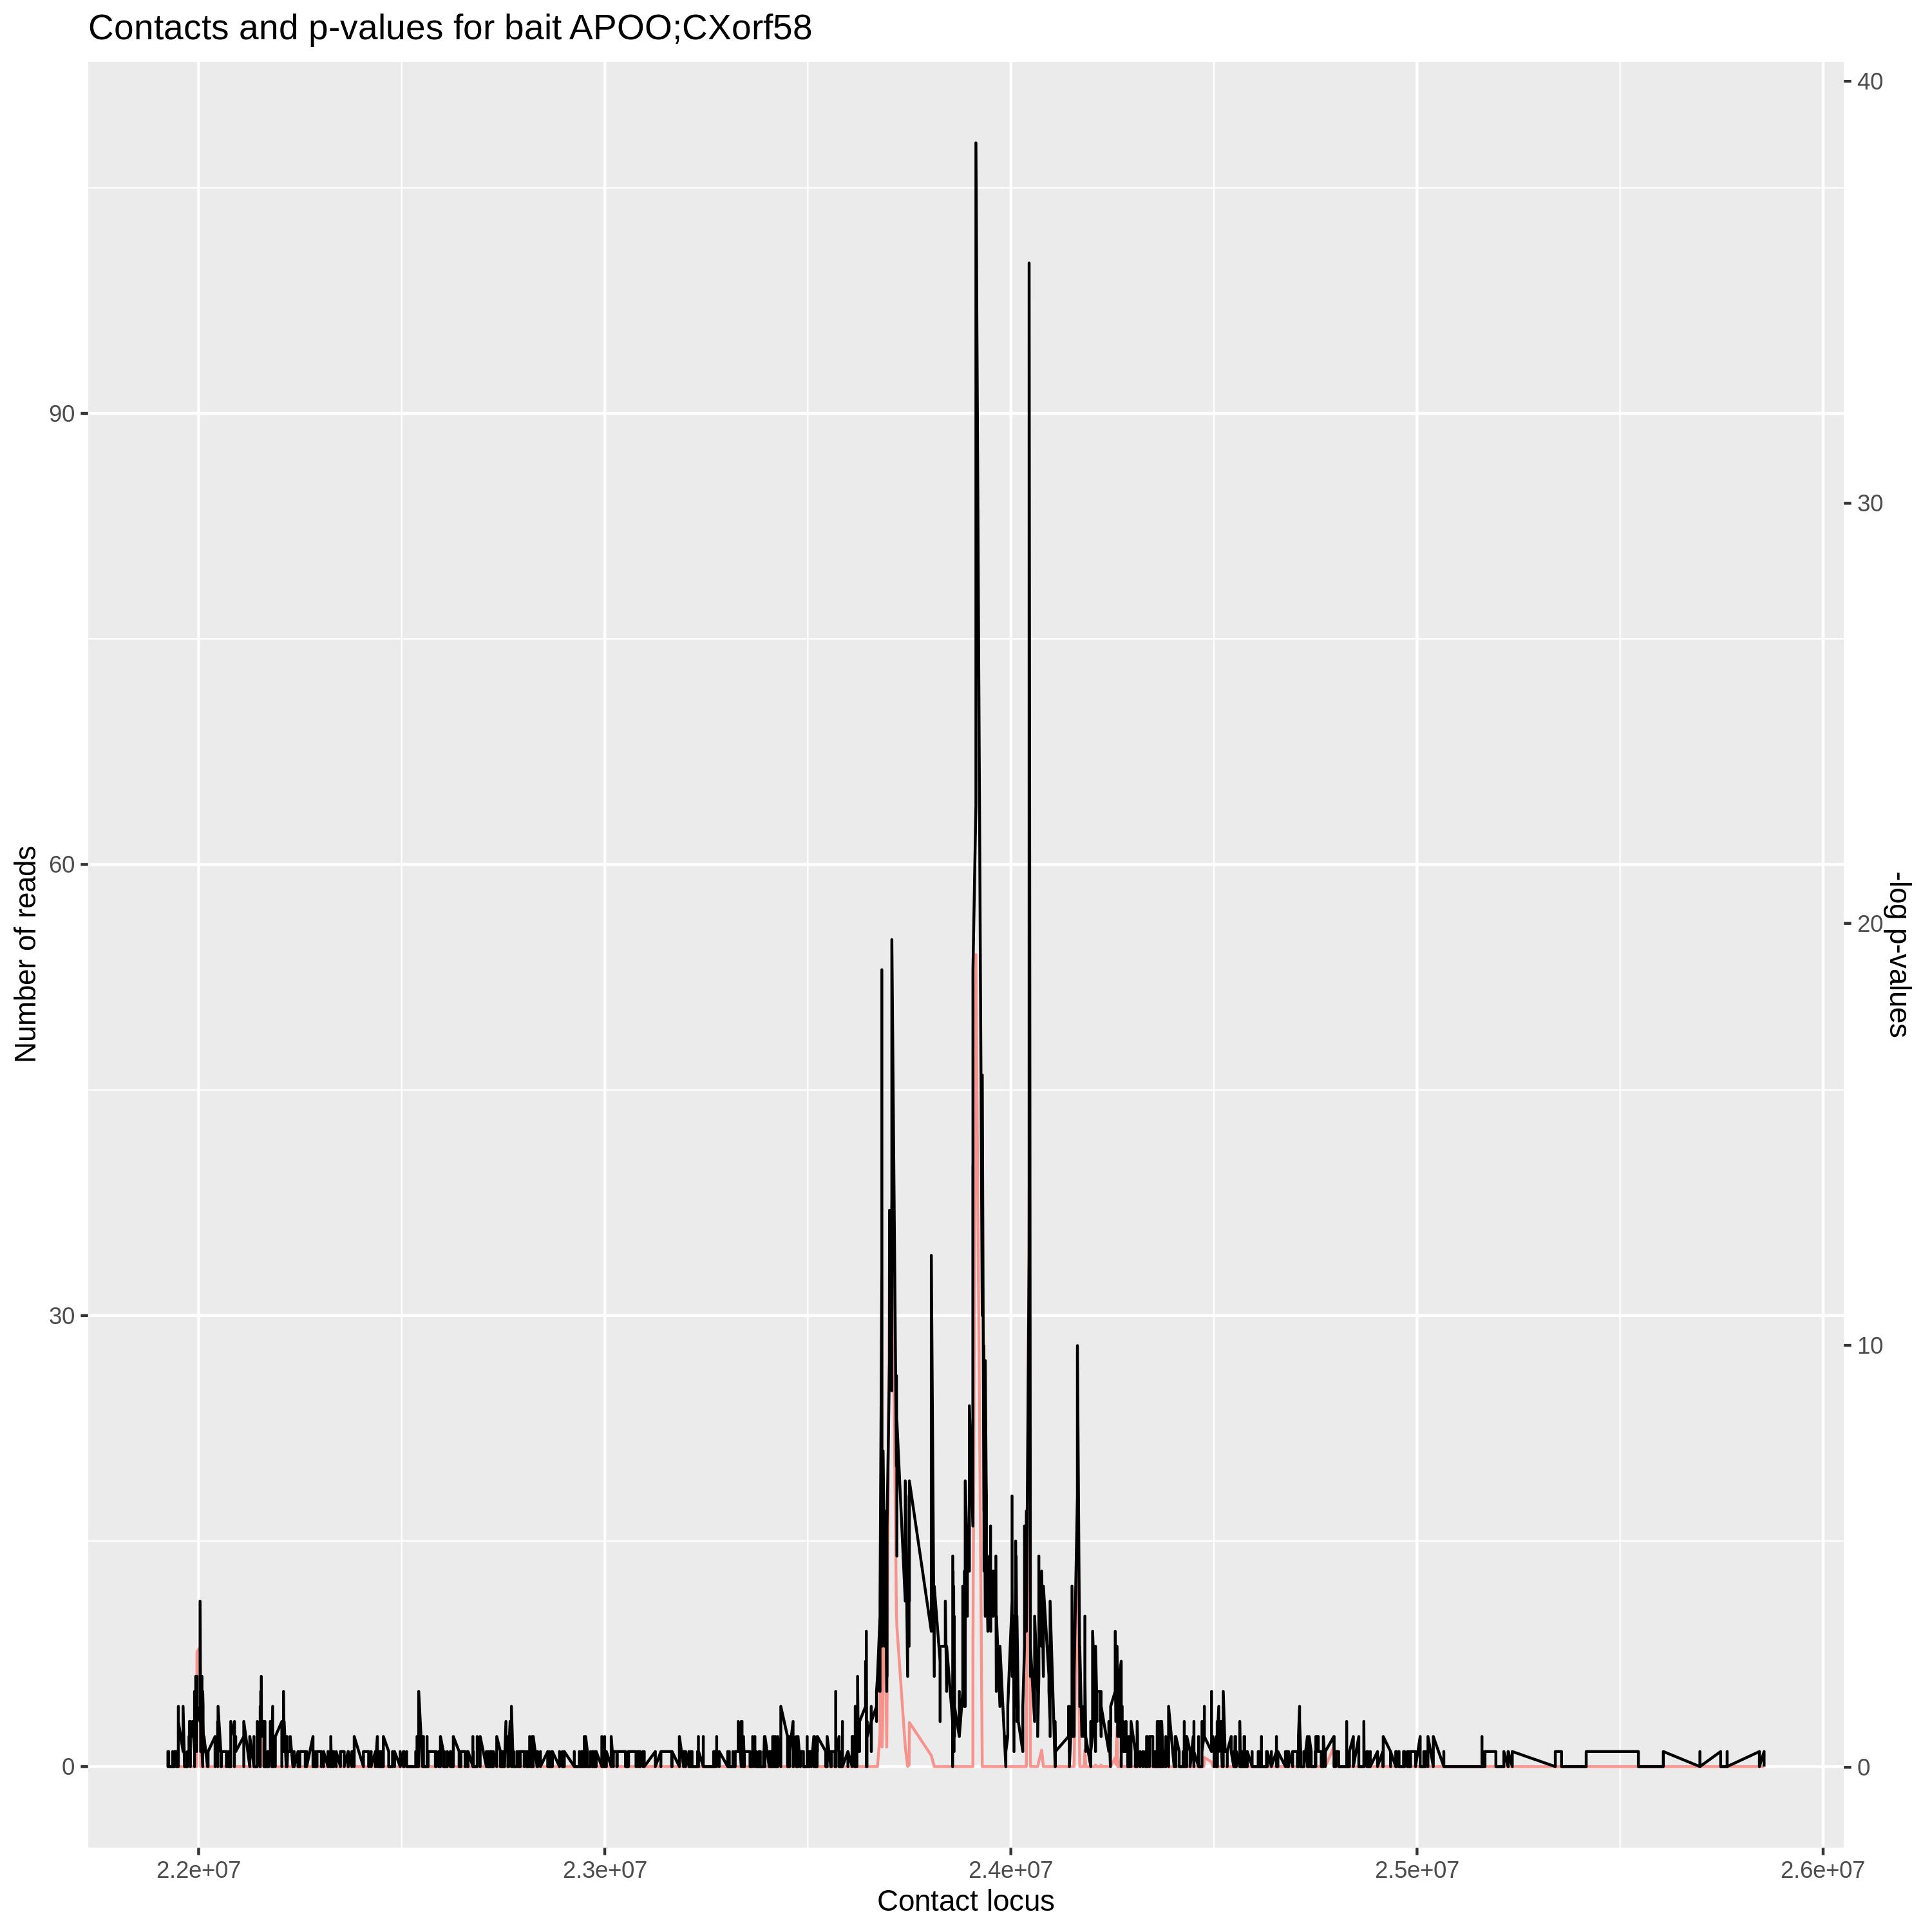 Contacts and p-values for bait APOO;CXorf58
40
30
20
10
0
-log p-values
90
60
30
0
Number of reads
2.2e+07 2.3e+07 2.4e+07 2.5e+07 2.6e+07
Contact locus